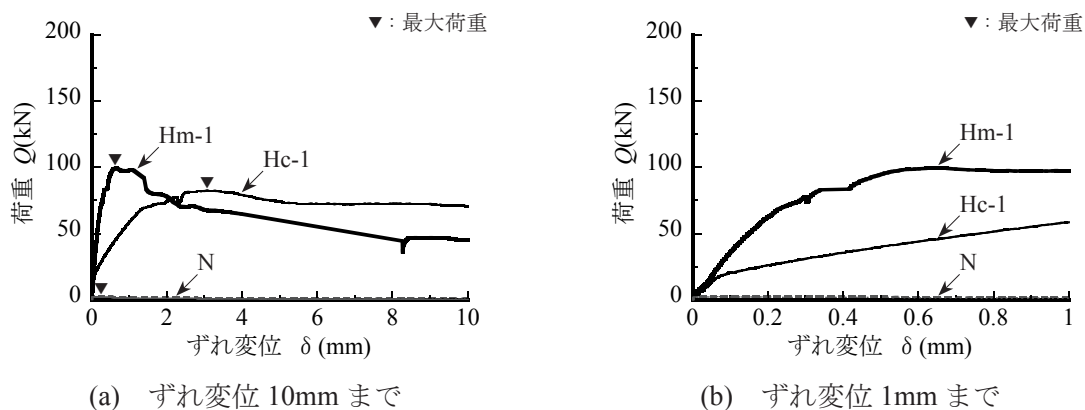 ▼: 最大荷重
200
150
100
50
0
荷重 Q(kN)
Hm-1
Hc-1
N
0 2 4 6 8 10
ずれ変位 δ (mm)
(a) ずれ変位 10mm まで
▼: 最大荷重
200
150
100
50
0
荷重 Q(kN)
Hm-1
Hc-1
N
0 0.2 0.4 0.6 0.8 1
ずれ変位 δ (mm)
(b) ずれ変位 1mm まで